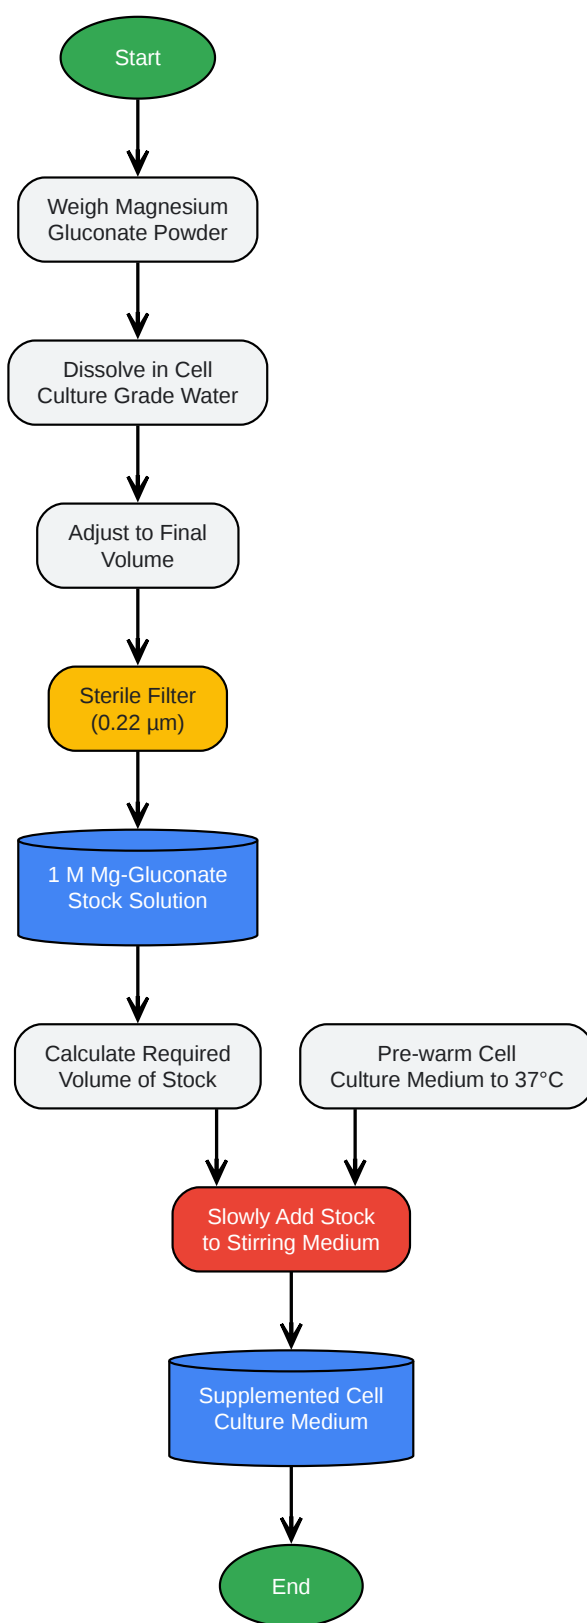 Start
Weigh Magnesium
Gluconate Powder
Dissolve in Cell
Culture Grade Water
Adjust to Final
Volume
Sterile Filter
(0.22 µm)
1 M Mg-Gluconate
Stock Solution
Calculate Required
Volume of Stock
Pre-warm Cell
Culture Medium to 37°C
Slowly Add Stock
to Stirring Medium
Supplemented Cell
Culture Medium
End